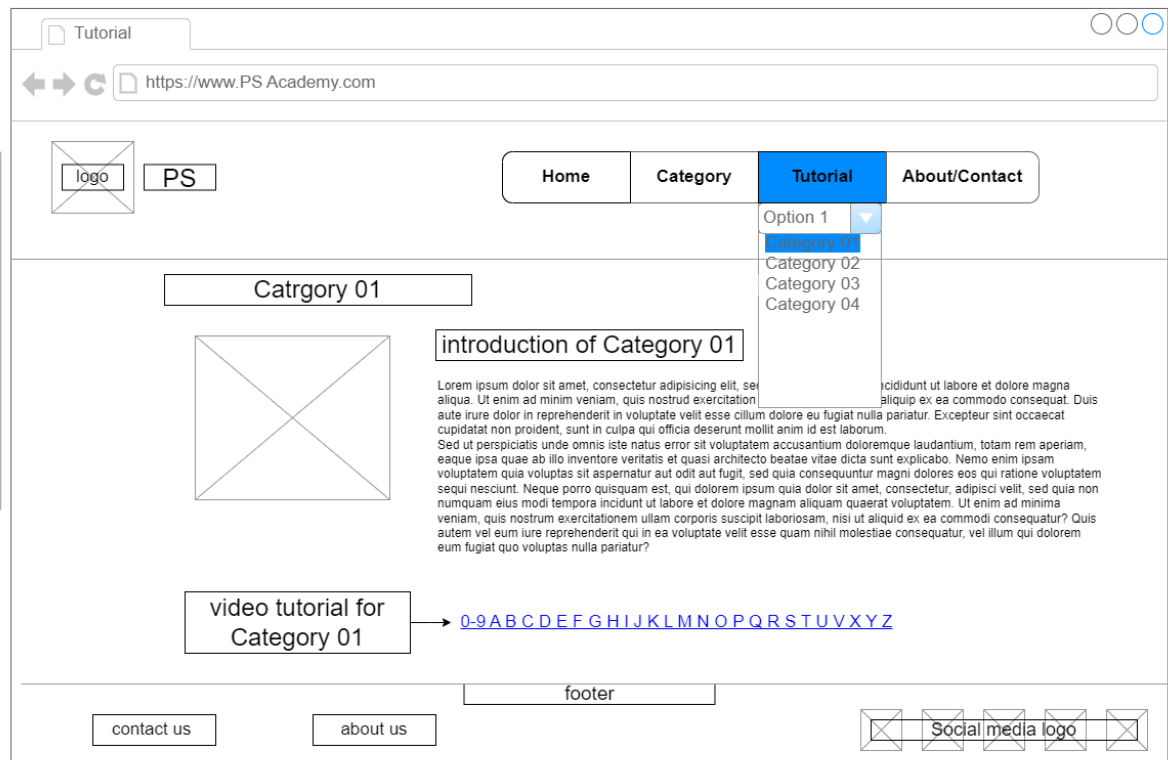 Tutorial
https://www.PS Academy.com
logo
PS
Home
Category
Tutorial
About/Contact
Option 1
Category 01
Category 02
Category 03
Category 04
Catrgory 01
introduction of Category 01
Lorem ipsum dolor sit amet, consectetur adipisicing elit, incididunt ut labore et dolore magna
aliqua. Ut enim ad minim veniam, quis nostrud exercitation aliquip ex ea commodo consequat. Duis
aute irure dolor in reprehenderit in voluptate velit esse cillum dolore eu fugiat nulla pariatur. Excepteur sint occaecat
cupidatat non proident, sunt in culpa qui officia deserunt mollit anim id est laborum.
Sed ut perspiciatis unde omnis iste natus error sit voluptatem accusantium doloremque laudantium, totam rem aperiam,
eaque ipsa quae ab illo inventore veritatis et quasi architecto beatae vitae dicta sunt explicabo. Nemo enim ipsam
voluptatem quia voluptas sit aspernatur aut odit aut fugit, sed quia consequuntur magni dolores eos qui ratione voluptatem
sequi nesciunt. Neque porro quisquam est, qui dolorem ipsum quia dolor sit amet, consectetur, adipisci velit, sed quia non
numquam eius modi tempora incidunt ut labore et dolore magnam aliquam quaerat voluptatem. Ut enim ad minima
veniam, quis nostrum exercitationem ullam corporis suscipit laboriosam, nisi ut aliquid ex ea commodi consequatur? Quis
autem vel eum iure reprehenderit qui in ea voluptate velit esse quam nihil molestiae consequatur, vel illum qui dolorem
eum fugiat quo voluptas nulla pariatur?
video tutorial for
Category 01
0-9 A B C D E F G H I J K L M N O P Q R S T U V X Y Z
footer
contact us
about us
Social media logo